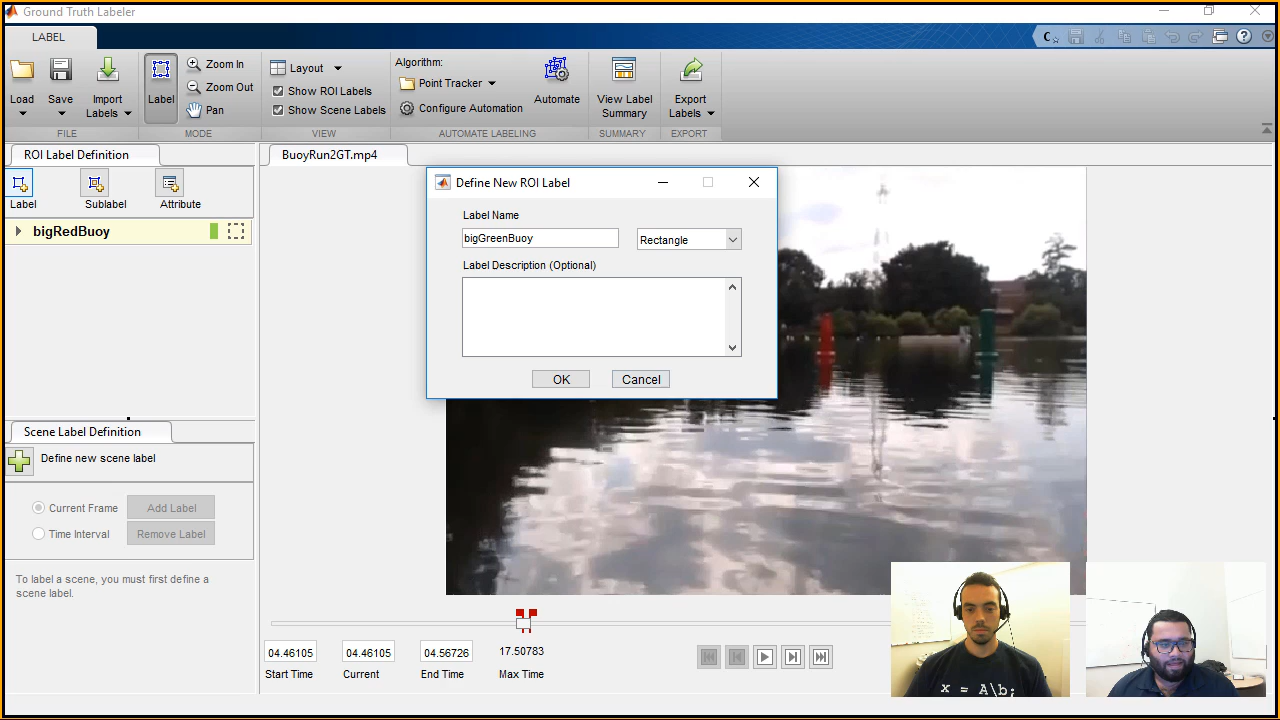 Ground Truth Labeler
LABEL
Load
Save
Import
Labels
FILE
Label
Zoom In
Zoom Out
Pan
MODE
Layout
Show ROI Labels
Show Scene Labels
VIEW
Algorithm:
Point Tracker
Configure Automation
Automate
AUTOMATE LABELING
View Label
Summary
SUMMARY
Export
Labels
EXPORT
ROI Label Definition
Label
Sublabel
Attribute
bigRedBuoy
BuoyRun2GT.mp4
Define New ROI Label
Label Name
bigGreenBuoy
Rectangle
Label Description (Optional)
OK
Cancel
Scene Label Definition
Define new scene label
Current Frame
Add Label
Time Interval
Remove Label
To label a scene, you must first define a
scene label.
04.46105
Start Time
04.46105
Current
04.56726
End Time
17.50783
Max Time
x = A\b;